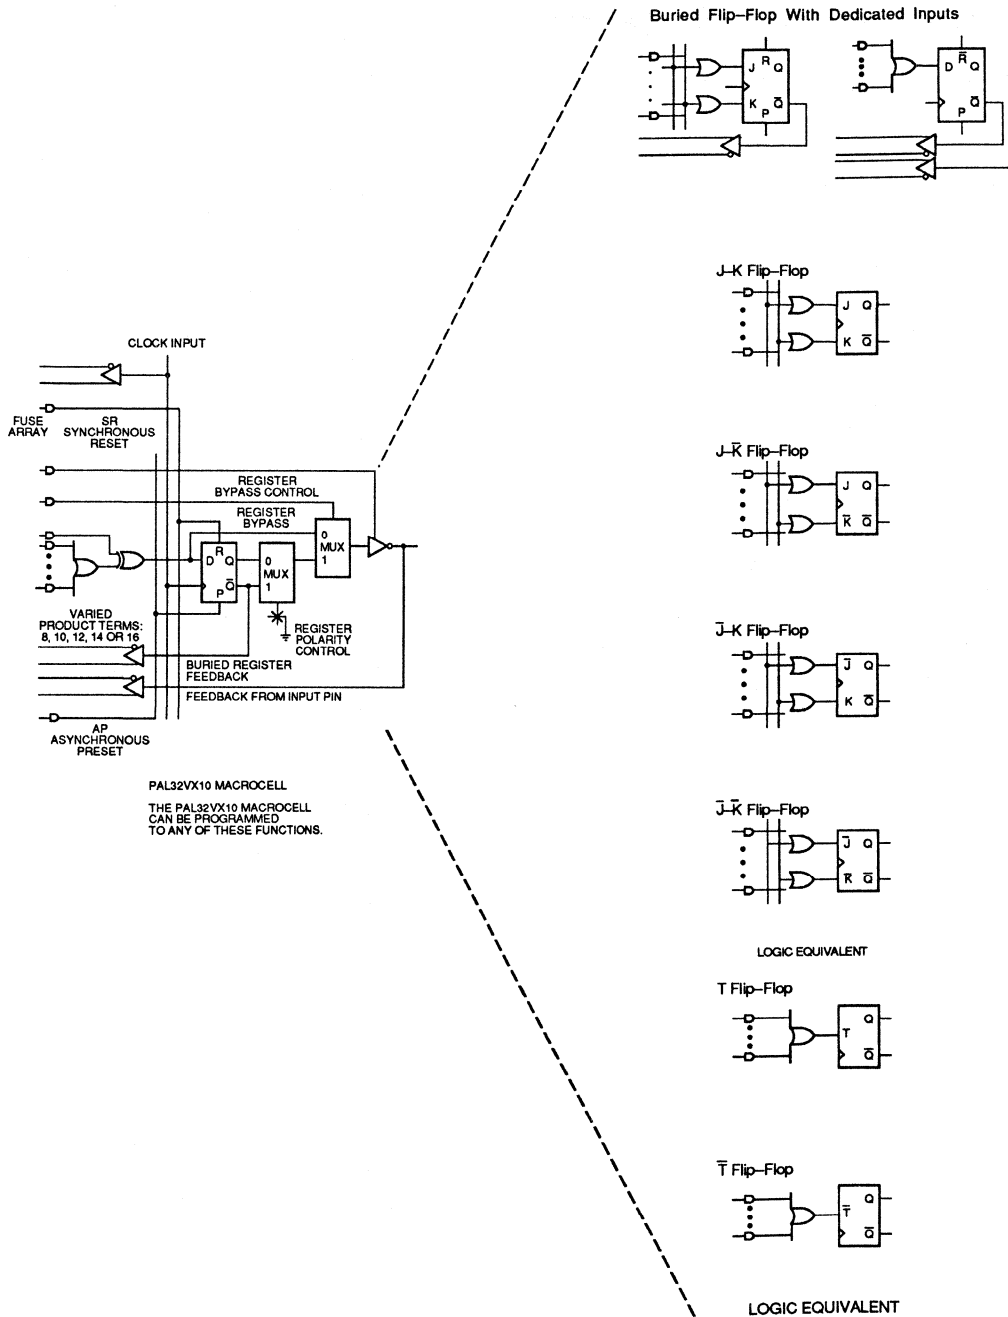 Buried Flip–Flop With Dedicated Inputs
J R Q
K Q̅
P
D R̅ Q
Q̅
P
J–K Flip–Flop
J Q
K Q̅
J–K̅ Flip–Flop
J Q
K̅ Q̅
J̅–K Flip–Flop
J̅ Q
K Q̅
J̅–K̅ Flip–Flop
J̅ Q
K̅ Q̅
LOGIC EQUIVALENT
T Flip–Flop
Q
T
Q̅
T̅ Flip–Flop
Q
T̅
Q̅
LOGIC EQUIVALENT
CLOCK INPUT
FUSE
ARRAY
SR
SYNCHRONOUS
RESET
REGISTER
BYPASS CONTROL
REGISTER
BYPASS
0
MUX
1
D R Q
Q̅
P
0
MUX
1
REGISTER
POLARITY
CONTROL
VARIED
PRODUCT TERMS:
8, 10, 12, 14 OR 16
BURIED REGISTER
FEEDBACK
FEEDBACK FROM INPUT PIN
AP
ASYNCHRONOUS
PRESET
PAL32VX10 MACROCELL
THE PAL32VX10 MACROCELL
CAN BE PROGRAMMED
TO ANY OF THESE FUNCTIONS.